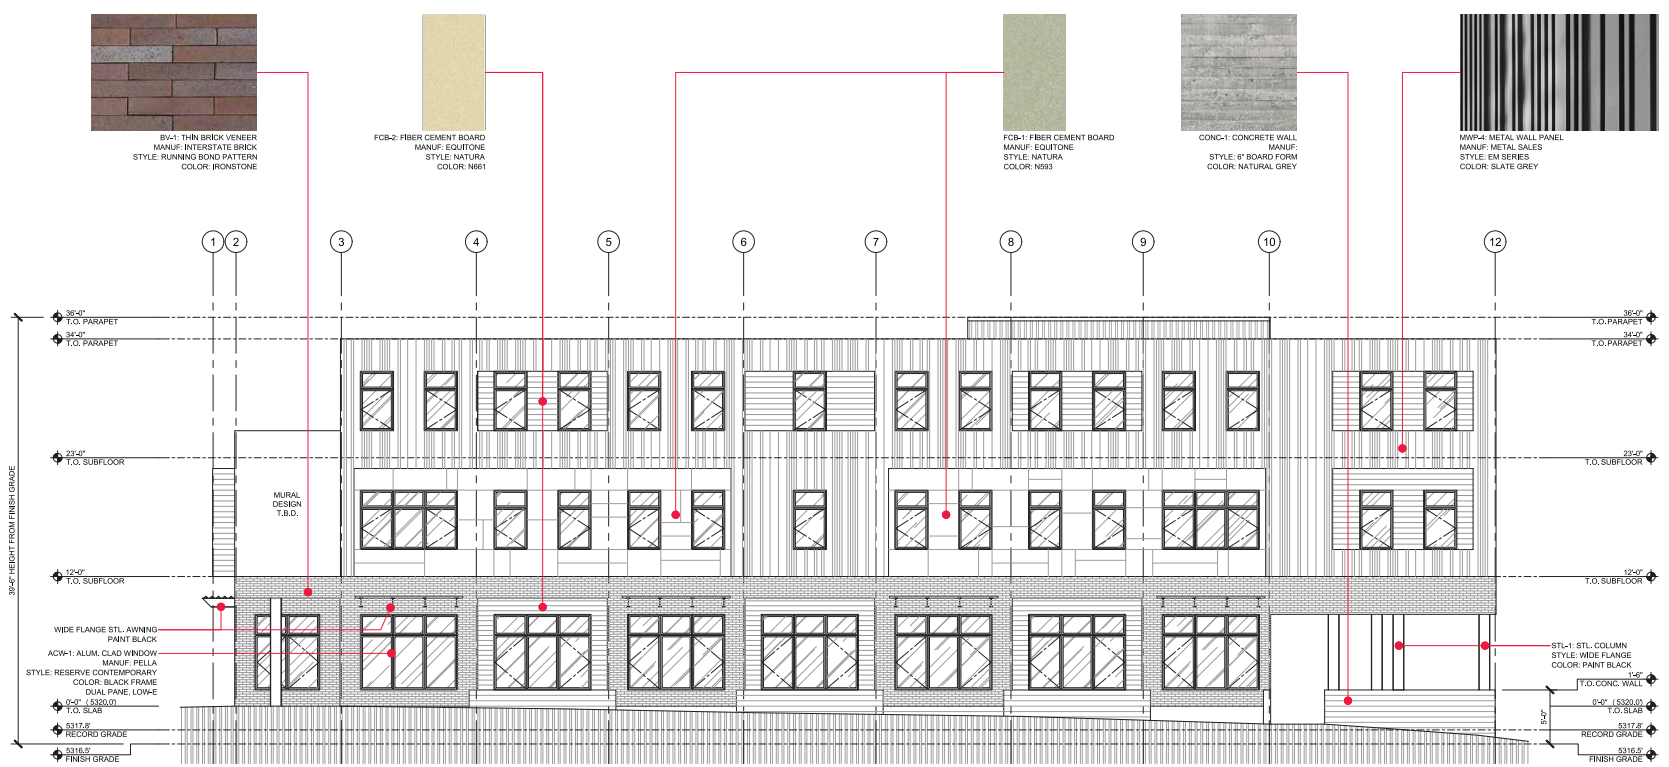 BV-1: THIN BRICK VENEER
MANUF: INTERSTATE BRICK
STYLE: RUNNING BOND PATTERN
COLOR: IRONSTONE
FCB-2: FIBER CEMENT BOARD
MANUF: EQUITONE
STYLE: NATURA
COLOR: N661
FCB-1: FIBER CEMENT BOARD
MANUF: EQUITONE
STYLE: NATURA
COLOR: N593
CONC-1: CONCRETE WALL
MANUF:
STYLE: 6" BOARD FORM
COLOR: NATURAL GREY
MWP-4: METAL WALL PANEL
MANUF: METAL SALES
STYLE: EM SERIES
COLOR: SLATE GREY
1 2 3 4 5 6 7 8 9 10 12
36'-0"
T.O. PARAPET
34'-0"
T.O. PARAPET
23'-0"
T.O. SUBFLOOR
12'-0"
T.O. SUBFLOOR
39'-6" HEIGHT FROM FINISH GRADE
MURAL
DESIGN
T.B.D.
WIDE FLANGE STL. AWNING
PAINT BLACK
ACW-1: ALUM. CLAD WINDOW
MANUF: PELLA
STYLE: RESERVE CONTEMPORARY
COLOR: BLACK FRAME
DUAL PANE, LOW-E
0'-0" (5320.0')
T.O. SLAB
5317.8'
RECORD GRADE
5316.5'
FINISH GRADE
36'-0"
T.O. PARAPET
34'-0"
T.O. PARAPET
23'-0"
T.O. SUBFLOOR
12'-0"
T.O. SUBFLOOR
STL-1: STL. COLUMN
STYLE: WIDE FLANGE
COLOR: PAINT BLACK
1'-6"
T.O. CONC. WALL
0'-0" (5320.0')
T.O. SLAB
5'-0"
5317.8'
RECORD GRADE
5316.5'
FINISH GRADE